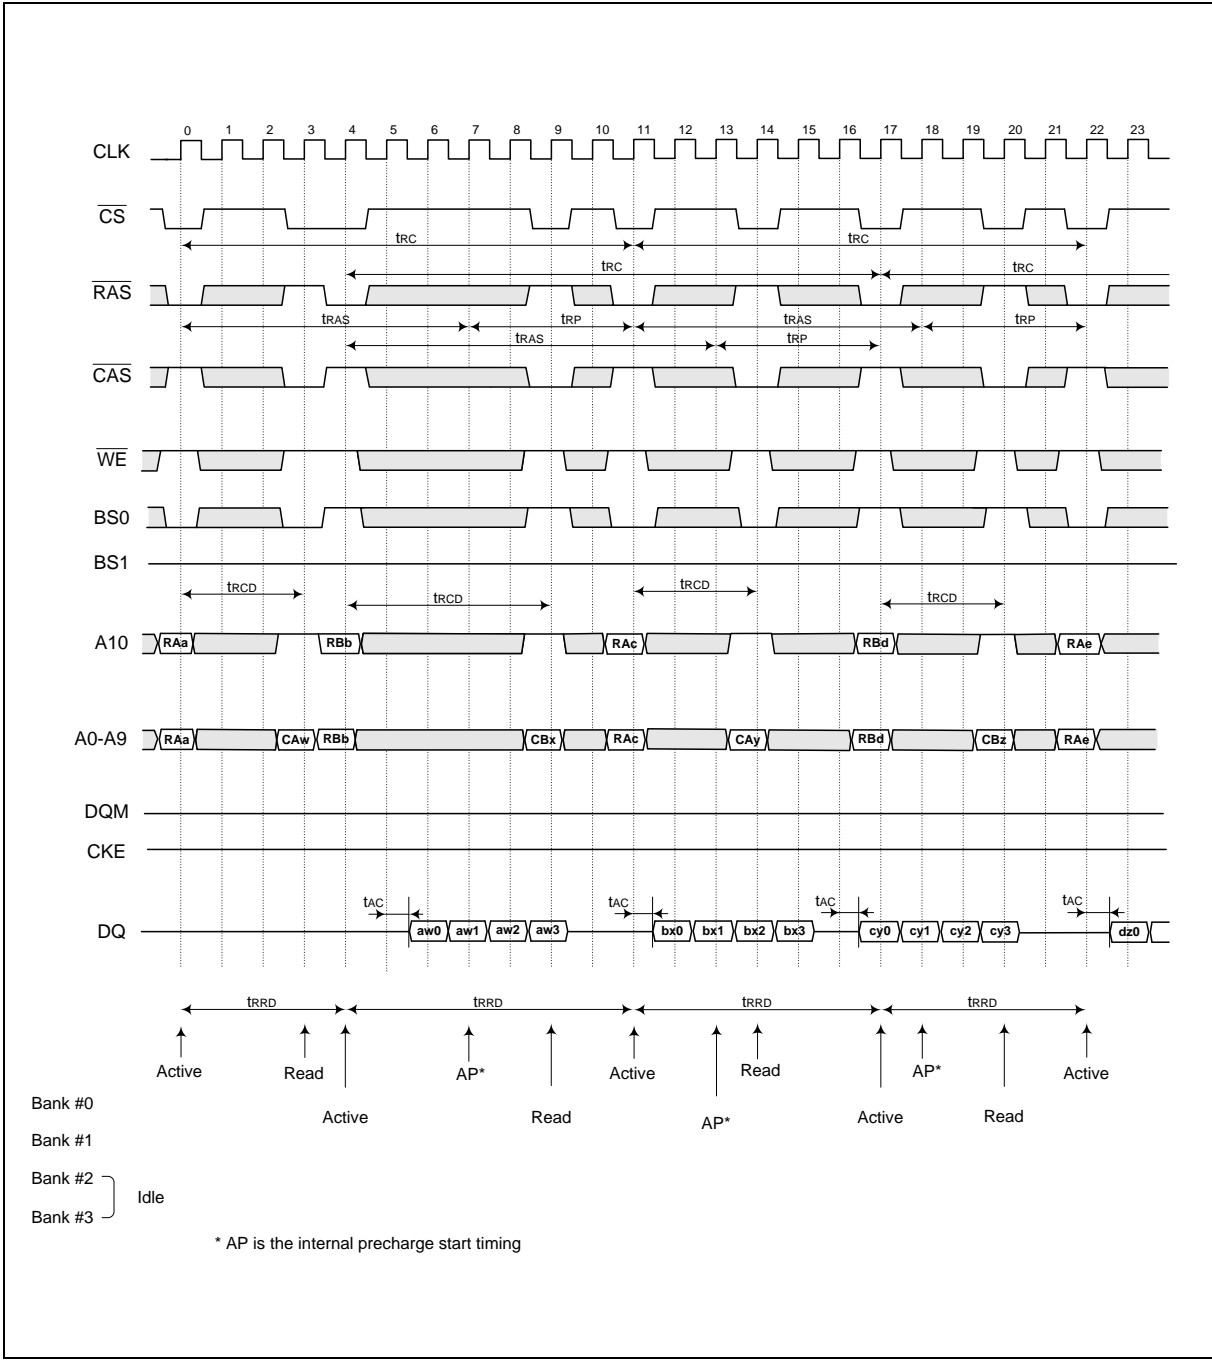 0 1 2 3 4 5 6 7 8 9 10 11 12 13 14 15 16 17 18 19 20 21 22 23
CLK
CS
tRC tRC
tRC tRC
RAS
tRAS tRP tRAS tRP
tRAS tRP
CAS
WE
BS0
BS1
tRCD tRCD tRCD tRCD
A10 RAa RBb RAc RBd RAe
A0-A9 RAa CAw RBb CBx RAc CAy RBd CBz RAe
DQM
CKE
tAC tAC tAC tAC
DQ aw0 aw1 aw2 aw3 bx0 bx1 bx2 bx3 cy0 cy1 cy2 cy3 dz0
tRRD tRRD tRRD tRRD
Active Read AP* Active Read AP* Active
Bank #0
Active Read AP* Active Read
Bank #1
Bank #2
Idle
Bank #3
* AP is the internal precharge start timing